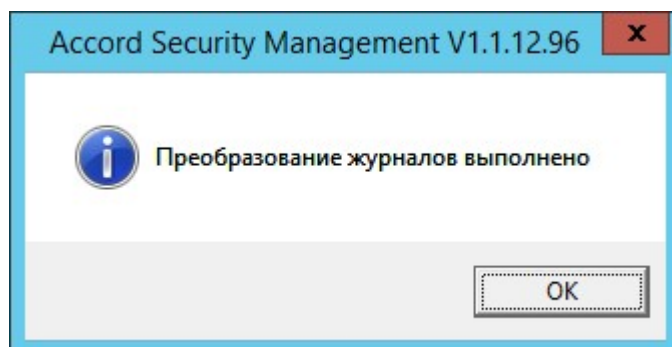 Accord Security Management V1.1.12.96
Преобразование журналов выполнено
OK